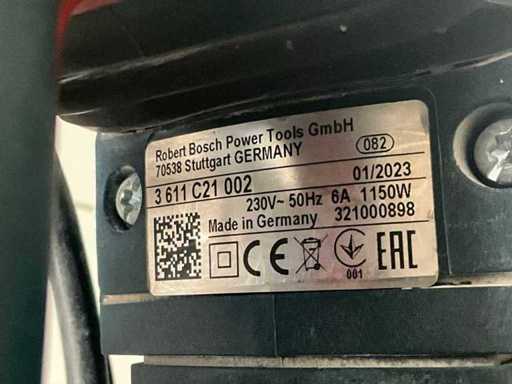 Robert Bosch Power Tools GmbH
70538 Stuttgart GERMANY
082
3 611 C21 002
01/2023
230V~ 50Hz 6A 1150W
Made in Germany
321000898
CE
EAC
001